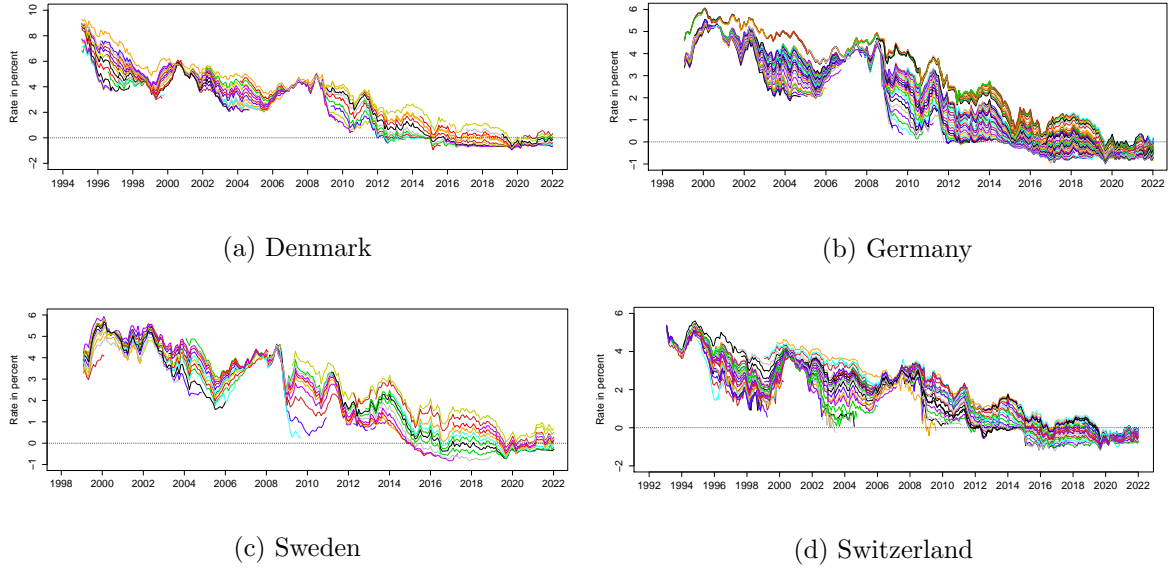 Rate in percent
−2 0 2 4 6 8 10
1994 1996 1998 2000 2002 2004 2006 2008 2010 2012 2014 2016 2018 2020 2022
(a) Denmark
Rate in percent
−1 0 1 2 3 4 5 6
1998 2000 2002 2004 2006 2008 2010 2012 2014 2016 2018 2020 2022
(b) Germany
Rate in percent
−1 0 1 2 3 4 5 6
1998 2000 2002 2004 2006 2008 2010 2012 2014 2016 2018 2020 2022
(c) Sweden
Rate in percent
−2 0 2 4 6
1992 1994 1996 1998 2000 2002 2004 2006 2008 2010 2012 2014 2016 2018 2020 2022
(d) Switzerland